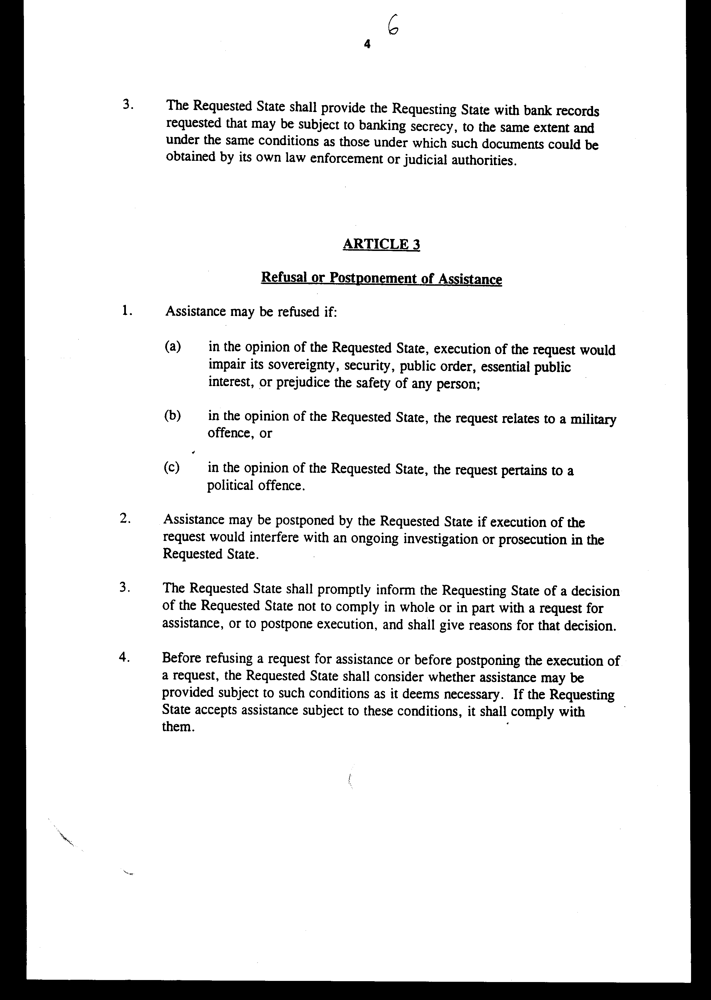 6
4
3. The Requested State shall provide the Requesting State with bank records
requested that may be subject to banking secrecy, to the same extent and
under the same conditions as those under which such documents could be
obtained by its own law enforcement or judicial authorities.
ARTICLE 3
Refusal or Postponement of Assistance
1. Assistance may be refused if:
(a) in the opinion of the Requested State, execution of the request would
impair its sovereignty, security, public order, essential public
interest, or prejudice the safety of any person;
(b) in the opinion of the Requested State, the request relates to a military
offence, or
(c) in the opinion of the Requested State, the request pertains to a
political offence.
2. Assistance may be postponed by the Requested State if execution of the
request would interfere with an ongoing investigation or prosecution in the
Requested State.
3. The Requested State shall promptly inform the Requesting State of a decision
of the Requested State not to comply in whole or in part with a request for
assistance, or to postpone execution, and shall give reasons for that decision.
4. Before refusing a request for assistance or before postponing the execution of
a request, the Requested State shall consider whether assistance may be
provided subject to such conditions as it deems necessary. If the Requesting
State accepts assistance subject to these conditions, it shall comply with
them.